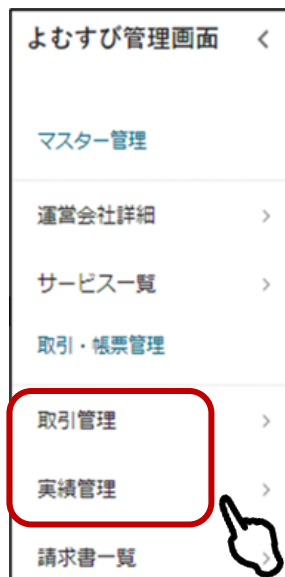 よむすび管理画面
マスター管理
運営会社詳細
サービス一覧
取引・帳票管理
取引管理
実績管理
請求書一覧